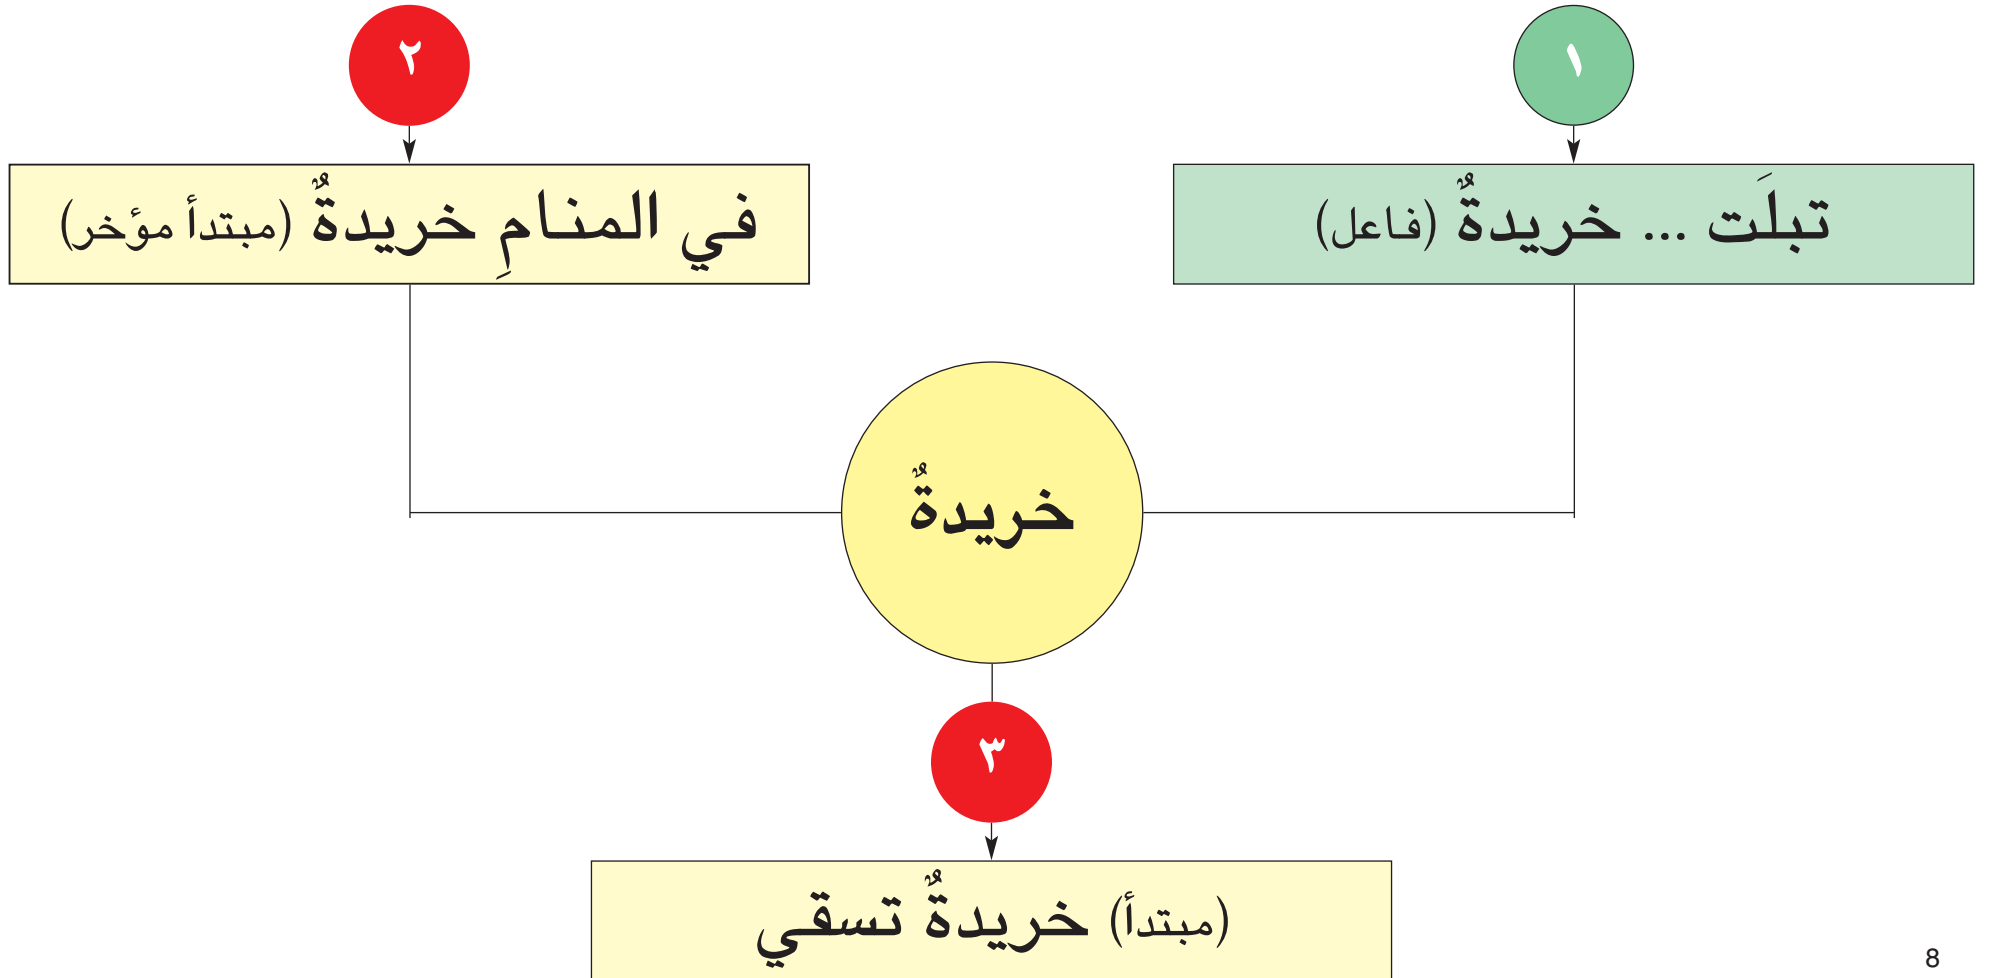 ١
٢
تبلَت ... خريدةٌ (فاعل)
في المنامِ خريدةٌ (مبتدأ مؤخر)
خريدةٌ
٣
(مبتدأ) خريدةٌ تسقي
8